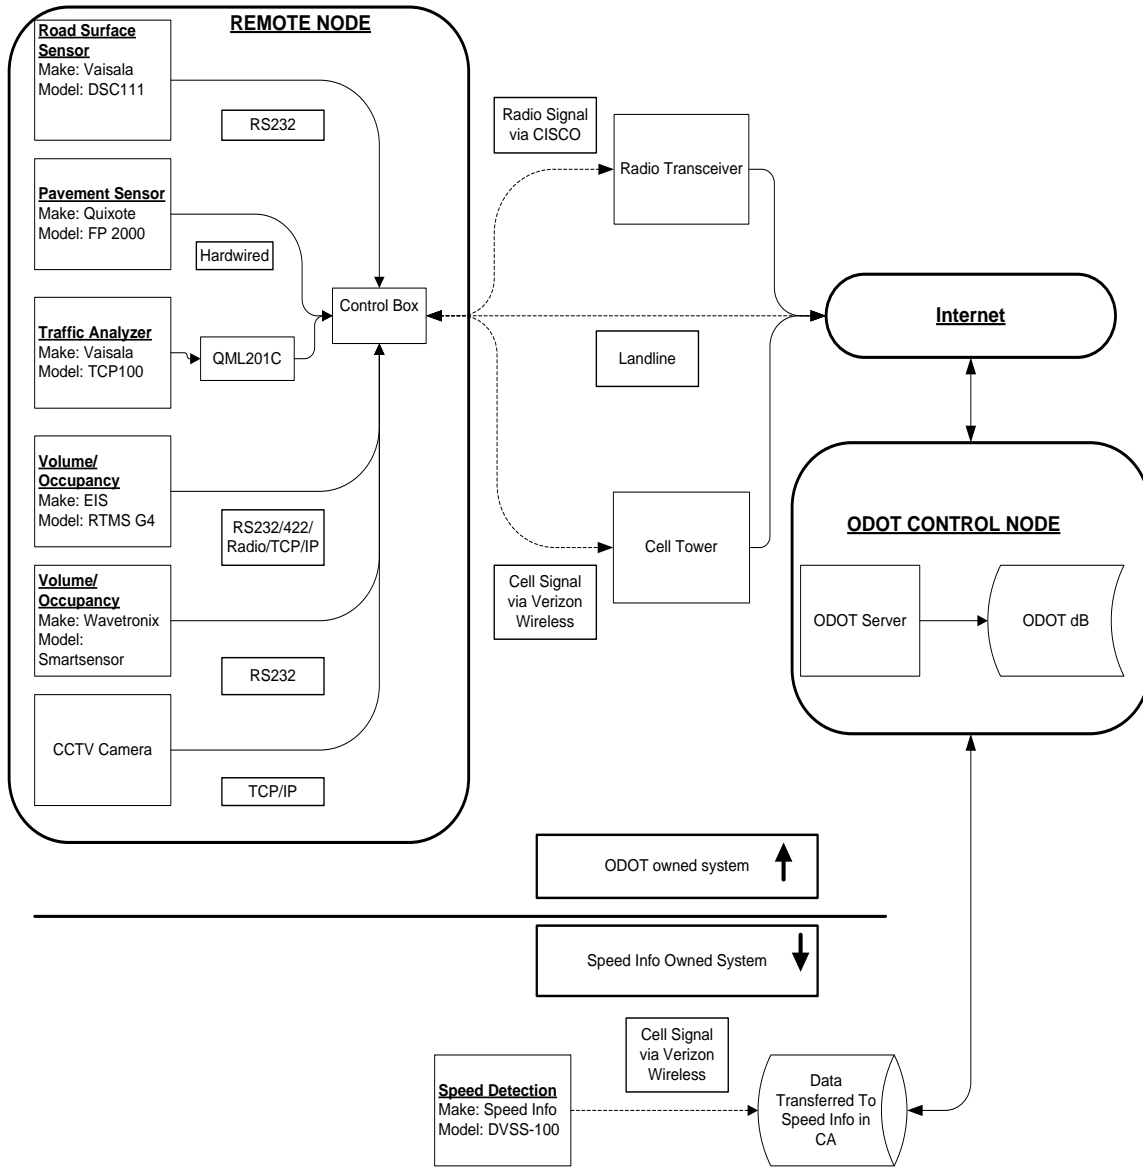 REMOTE NODE
Road Surface
Sensor
Make: Vaisala
Model: DSC111
RS232
Pavement Sensor
Make: Quixote
Model: FP 2000
Hardwired
Traffic Analyzer
Make: Vaisala
Model: TCP100
QML201C
Control Box
Volume/
Occupancy
Make: EIS
Model: RTMS G4
RS232/422/
Radio/TCP/IP
Volume/
Occupancy
Make: Wavetronix
Model:
Smartsensor
RS232
CCTV Camera
TCP/IP
Radio Signal
via CISCO
Radio Transceiver
Landline
Internet
Cell Tower
Cell Signal
via Verizon
Wireless
ODOT CONTROL NODE
ODOT Server
ODOT dB
ODOT owned system
Speed Info Owned System
Cell Signal
via Verizon
Wireless
Speed Detection
Make: Speed Info
Model: DVSS-100
Data
Transferred To
Speed Info in
CA